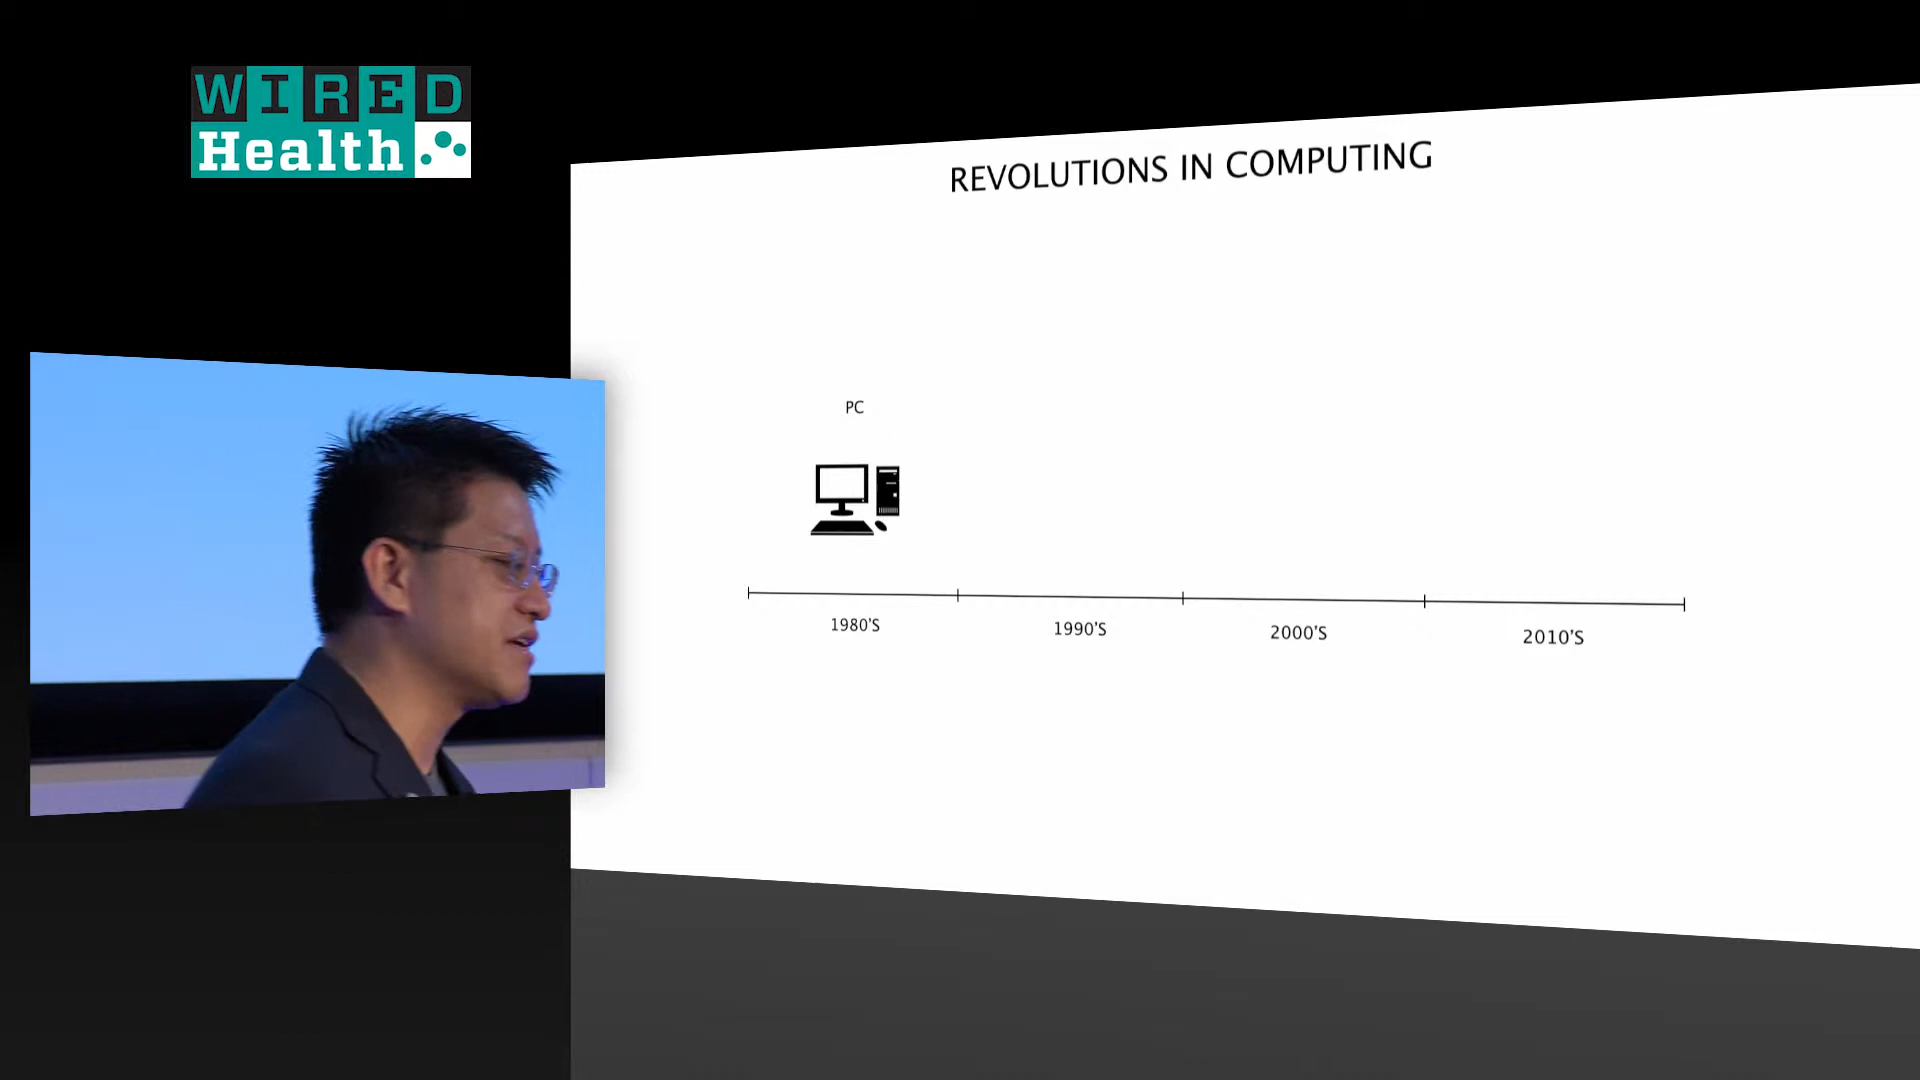 WIRED
Health
REVOLUTIONS IN COMPUTING
PC
1980'S
1990'S
2000'S
2010'S